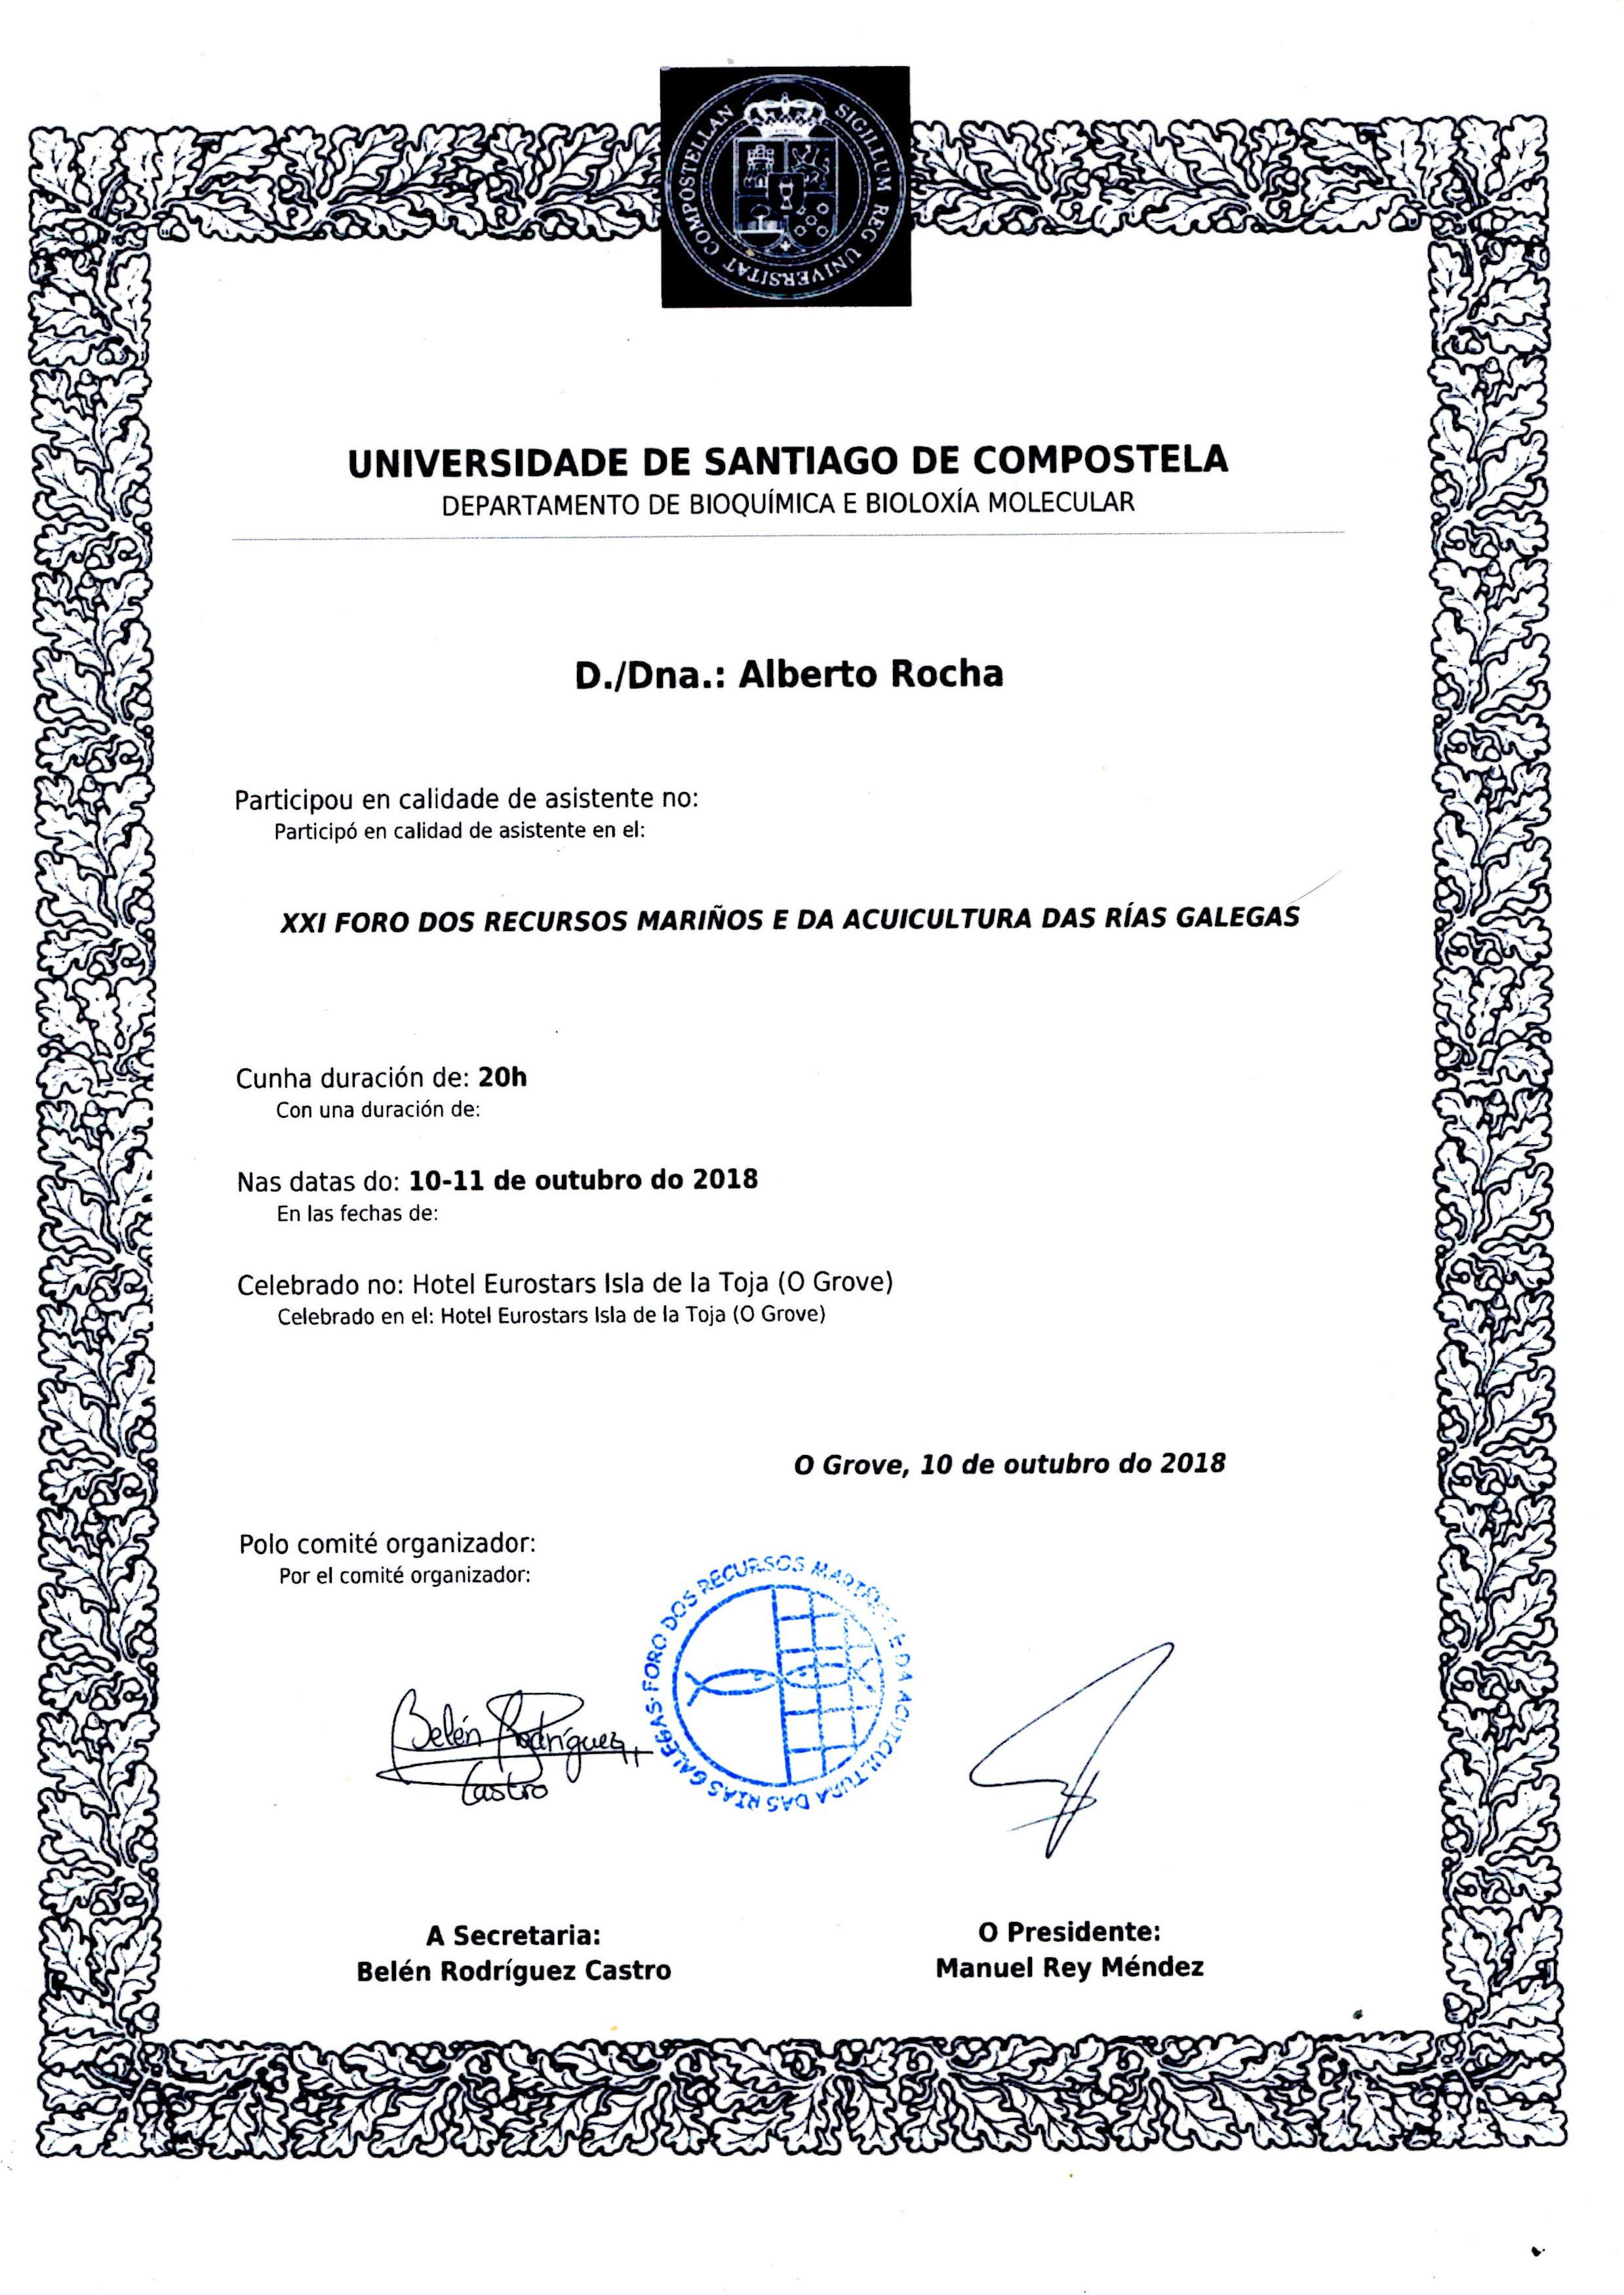 SIGILLUM REG UNIVERSITAT COMPOSTELLAN
UNIVERSIDADE DE SANTIAGO DE COMPOSTELA
DEPARTAMENTO DE BIOQUÍMICA E BIOLOXÍA MOLECULAR
D./Dna.: Alberto Rocha
Participou en calidade de asistente no:
Participó en calidad de asistente en el:
XXI FORO DOS RECURSOS MARIÑOS E DA ACUICULTURA DAS RÍAS GALEGAS
Cunha duración de: 20h
Con una duración de:
Nas datas do: 10-11 de outubro do 2018
En las fechas de:
Celebrado no: Hotel Eurostars Isla de la Toja (O Grove)
Celebrado en el: Hotel Eurostars Isla de la Toja (O Grove)
O Grove, 10 de outubro do 2018
Polo comité organizador:
Por el comité organizador:
FORO DOS RECURSOS MARIÑOS E DA ACUICULTURA DAS RIAS GALEGAS
Belén Rodríguez
Castro
A Secretaria:
Belén Rodríguez Castro
O Presidente:
Manuel Rey Méndez